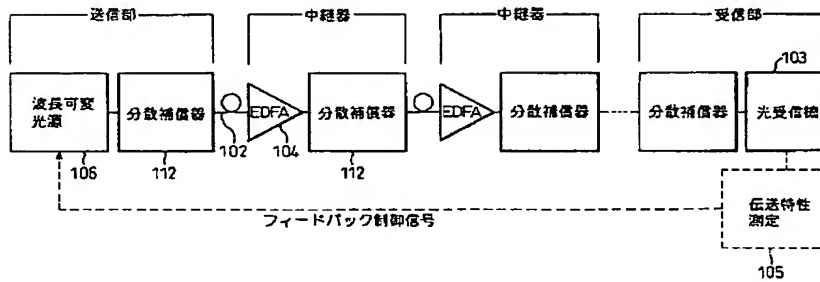 送信部
中継器
中継器
受信部
103
波長可変
光源
分散補償器
EDFA
分散補償器
EDFA
分散補償器
分散補償器
光受信機
102
104
106
112
112
フィードバック制御信号
伝送特性
測定
105